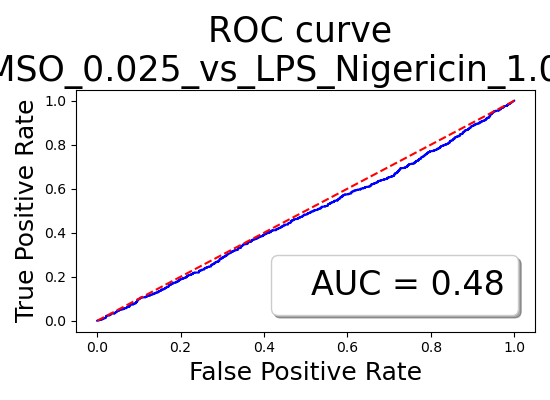 ROC curve
MSO_0.025_vs_LPS_Nigericin_1.0
1.0
0.8
0.6
0.4
0.2
0.0
True Positive Rate
AUC = 0.48
0.0 0.2 0.4 0.6 0.8 1.0
False Positive Rate